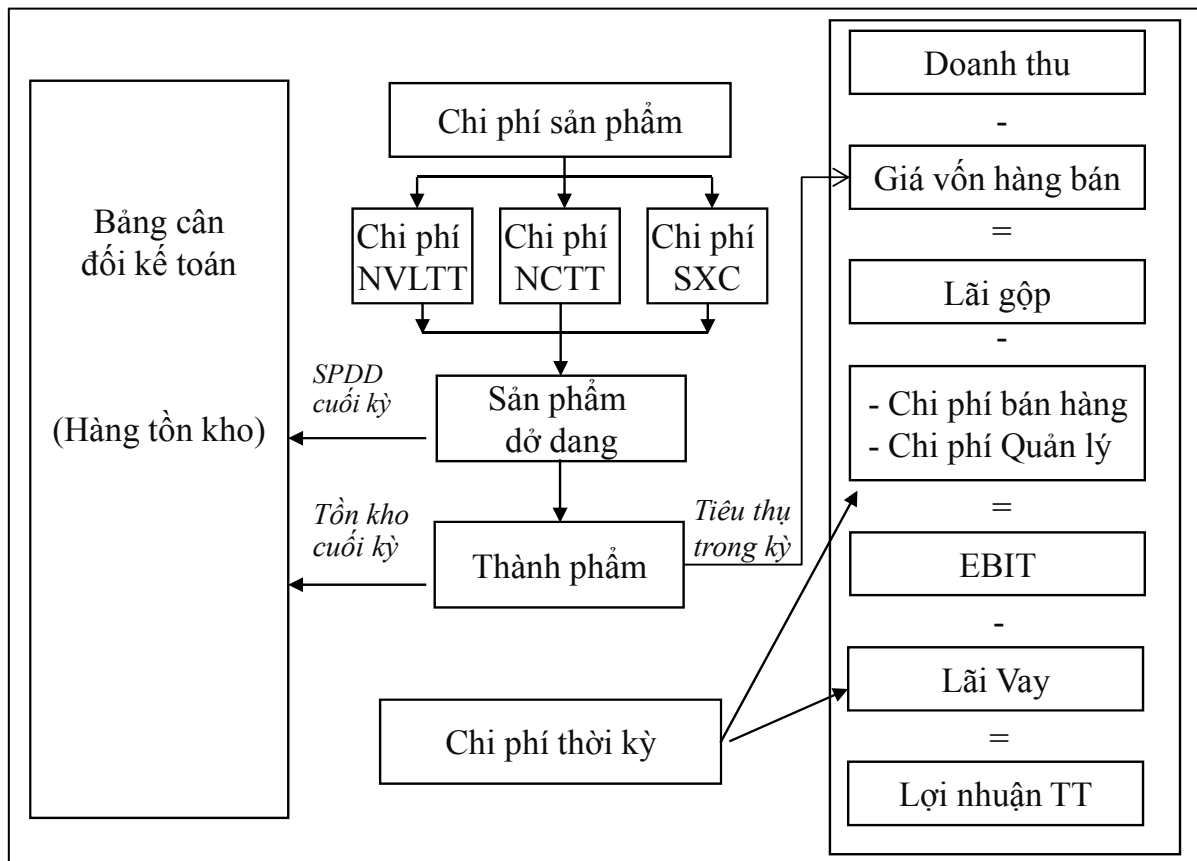 Bảng cân
đối kế toán
(Hàng tồn kho)
Chi phí sản phẩm
Chi phí
NVLTT
Chi phí
NCTT
Chi phí
SXC
SPDD
cuối kỳ
Sản phẩm
dở dang
Tồn kho
cuối kỳ
Thành phẩm
Tiêu thụ
trong kỳ
Chi phí thời kỳ
Doanh thu
-
Giá vốn hàng bán
=
Lãi gộp
-
- Chi phí bán hàng
- Chi phí Quản lý
=
EBIT
-
Lãi Vay
=
Lợi nhuận TT